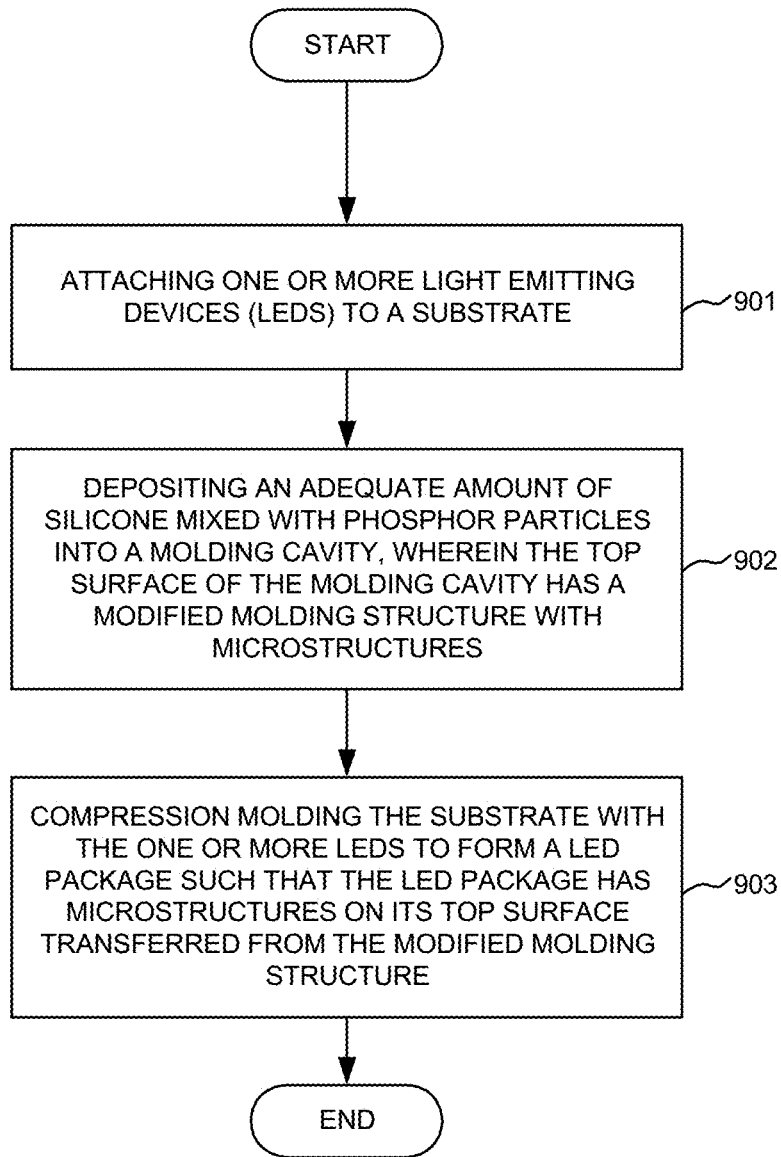 START
ATTACHING ONE OR MORE LIGHT EMITTING
DEVICES (LEDS) TO A SUBSTRATE
901
DEPOSITING AN ADEQUATE AMOUNT OF
SILICONE MIXED WITH PHOSPHOR PARTICLES
INTO A MOLDING CAVITY, WHEREIN THE TOP
SURFACE OF THE MOLDING CAVITY HAS A
MODIFIED MOLDING STRUCTURE WITH
MICROSTRUCTURES
902
COMPRESSION MOLDING THE SUBSTRATE WITH
THE ONE OR MORE LEDS TO FORM A LED
PACKAGE SUCH THAT THE LED PACKAGE HAS
MICROSTRUCTURES ON ITS TOP SURFACE
TRANSFERRED FROM THE MODIFIED MOLDING
STRUCTURE
903
END